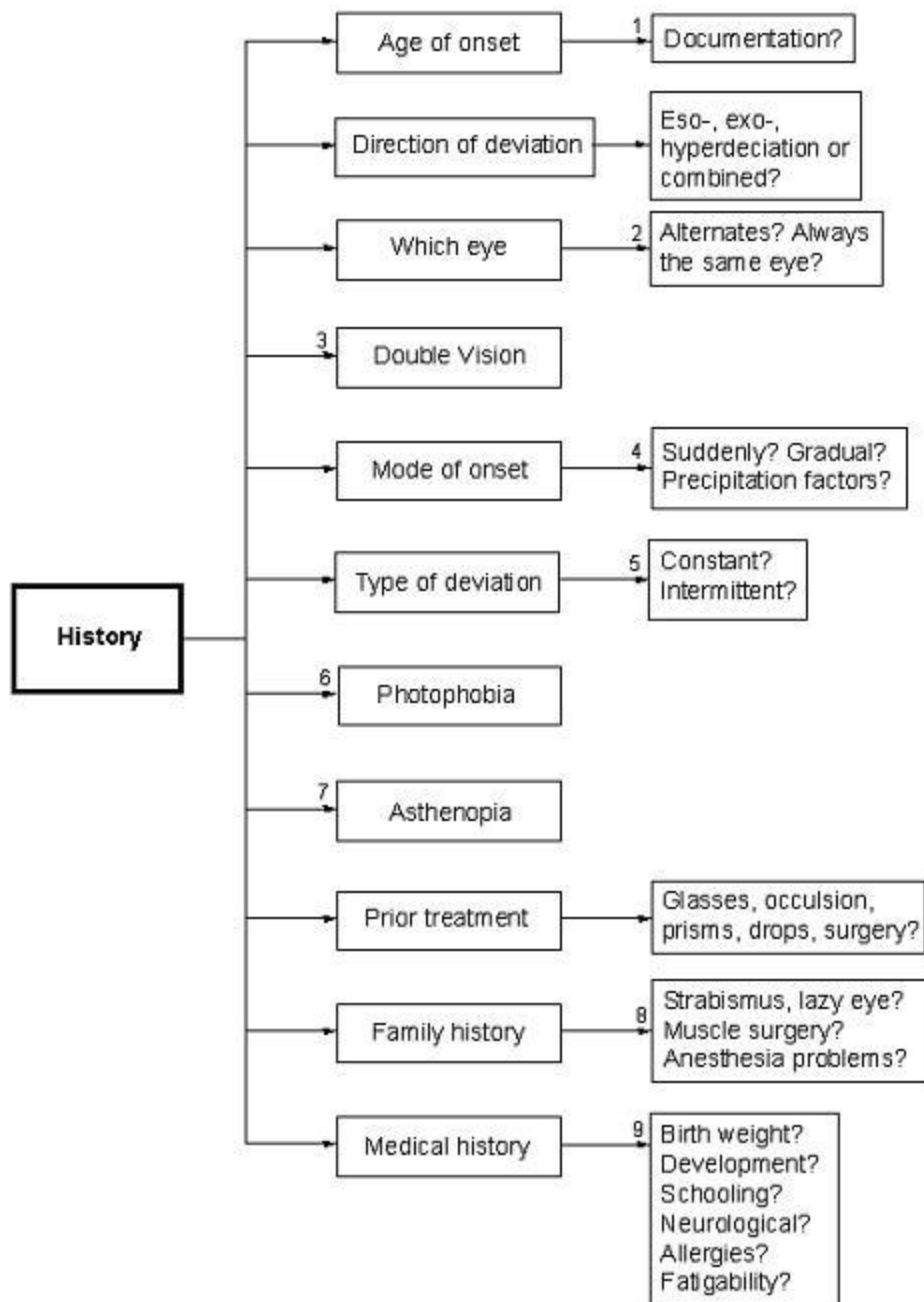 Age of onset
1
Documentation?
Direction of deviation
Eso-, exo-,
hyperdeciation or
combined?
Which eye
2
Alternates? Always
the same eye?
3
Double Vision
Mode of onset
4
Suddenly? Gradual?
Precipitation factors?
Type of deviation
5
Constant?
Intermittent?
History
6
Photophobia
7
Asthenopia
Prior treatment
Glasses, occulsion,
prisms, drops, surgery?
Family history
8
Strabismus, lazy eye?
Muscle surgery?
Anesthesia problems?
Medical history
9
Birth weight?
Development?
Schooling?
Neurological?
Allergies?
Fatigability?